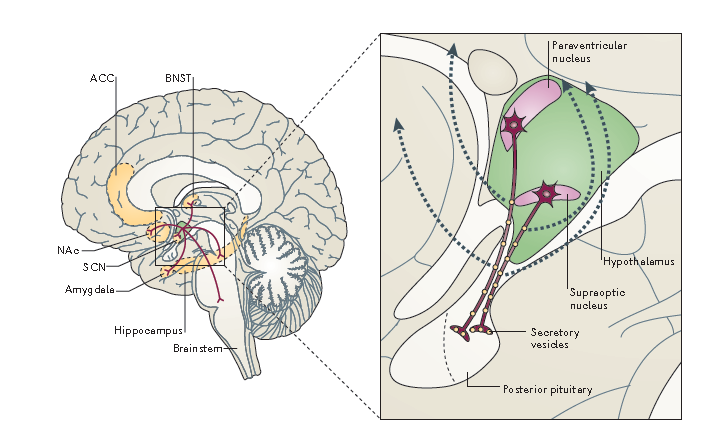 Paraventricular
nucleus
ACC
BNST
NAc
SCN
Amygdala
Hypothalamus
Supraoptic
nucleus
Hippocampus
Secretory
vesicles
Brainstem
Posterior pituitary